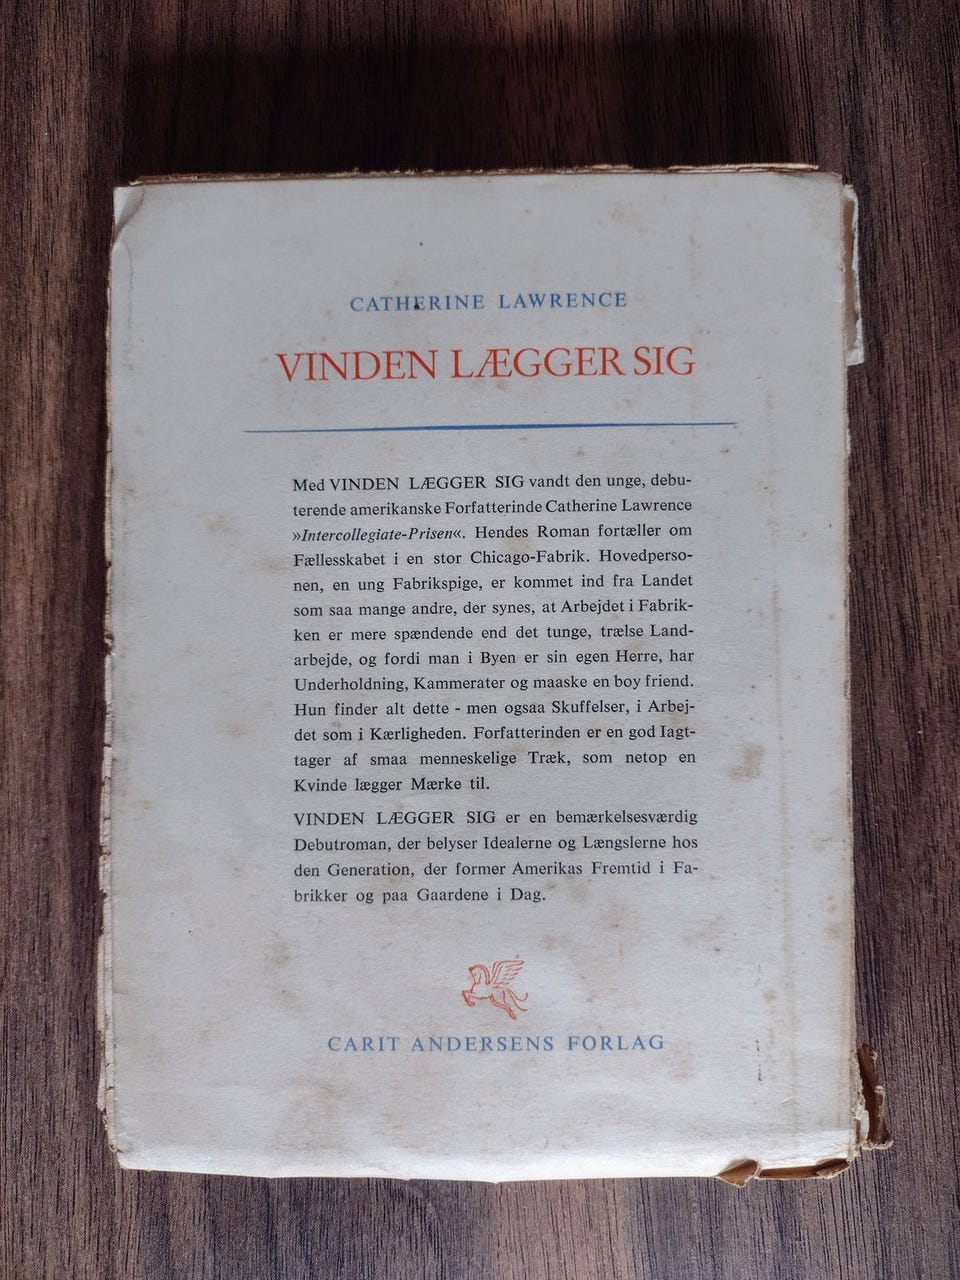 CATHERINE LAWRENCE
VINDEN LÆGGER SIG
Med VINDEN LÆGGER SIG vandt den unge, debu-
terende amerikanske Forfatterinde Catherine Lawrence
»Intercollegiate-Prisen«. Hendes Roman fortæller om
Fællesskabet i en stor Chicago-Fabrik. Hovedperso-
nen, en ung Fabrikspige, er kommet ind fra Landet
som saa mange andre, der synes, at Arbejdet i Fabrik-
ken er mere spændende end det tunge, trælse Land-
arbejde, og fordi man i Byen er sin egen Herre, har
Underholdning, Kammerater og maaske en boy friend.
Hun finder alt dette - men ogsaa Skuffelser, i Arbej-
det som i Kærligheden. Forfatterinden er en god Iagt-
tager af smaa menneskelige Træk, som netop en
Kvinde lægger Mærke til.
VINDEN LÆGGER SIG er en bemærkelsesværdig
Debutroman, der belyser Idealerne og Længslerne hos
den Generation, der former Amerikas Fremtid i Fa-
brikker og paa Gaardene i Dag.
CARIT ANDERSENS FORLAG